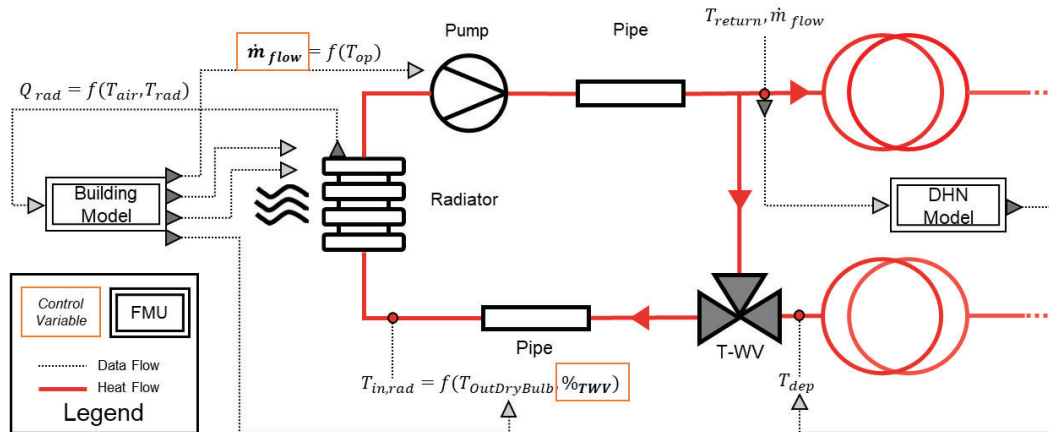 T_return, ṁ_flow
Pump
Pipe
ṁ_flow = f(T_op)
Q_rad = f(T_air, T_rad)
Building
Model
Radiator
DHN
Model
Control
Variable
FMU
Data Flow
Heat Flow
Legend
Pipe
T-WV
T_in,rad = f(T_OutDryBulb, %_TWV)
T_dep